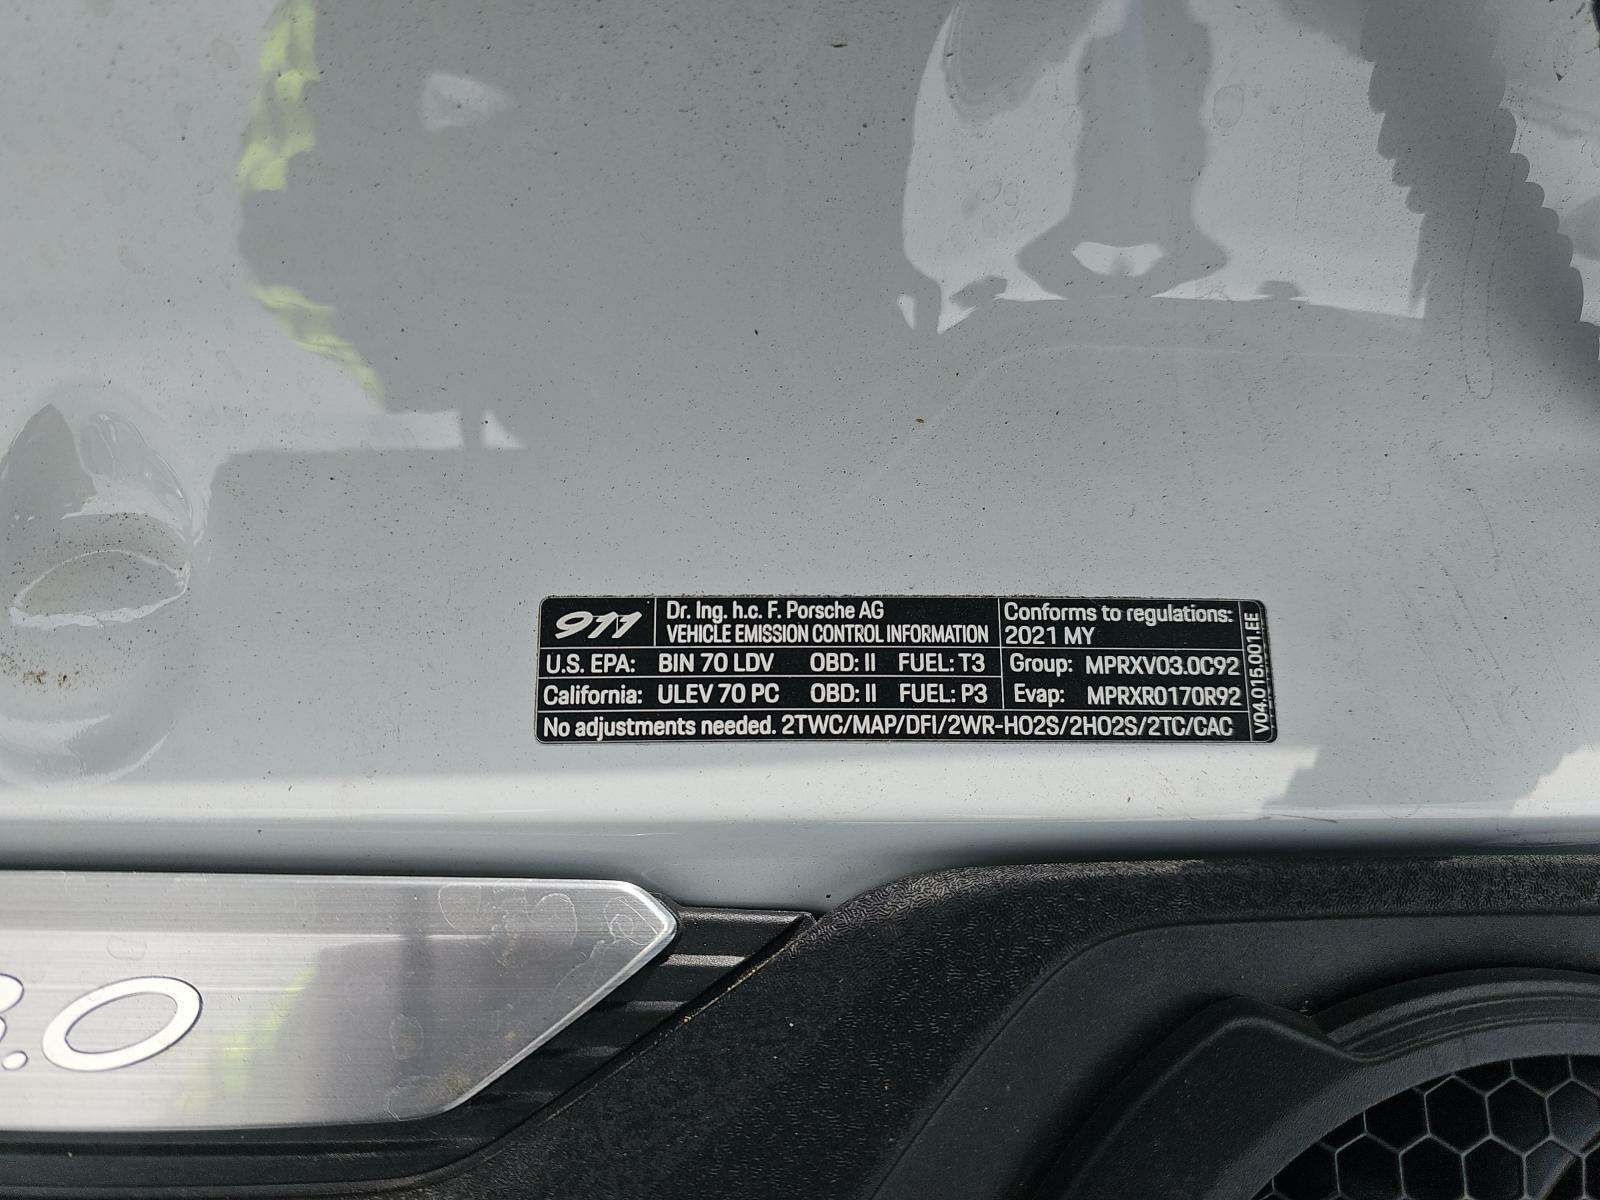 911
Dr. Ing. h.c. F. Porsche AG
VEHICLE EMISSION CONTROL INFORMATION
Conforms to regulations:
2021 MY
U.S. EPA: BIN 70 LDV OBD: II FUEL: T3
Group: MPRXV03.0C92
California: ULEV 70 PC OBD: II FUEL: P3
Evap: MPRXR0170R92
No adjustments needed. 2TWC/MAP/DFI/2WR-HO2S/2HO2S/2TC/CAC
V04.015.001.EE
3.0